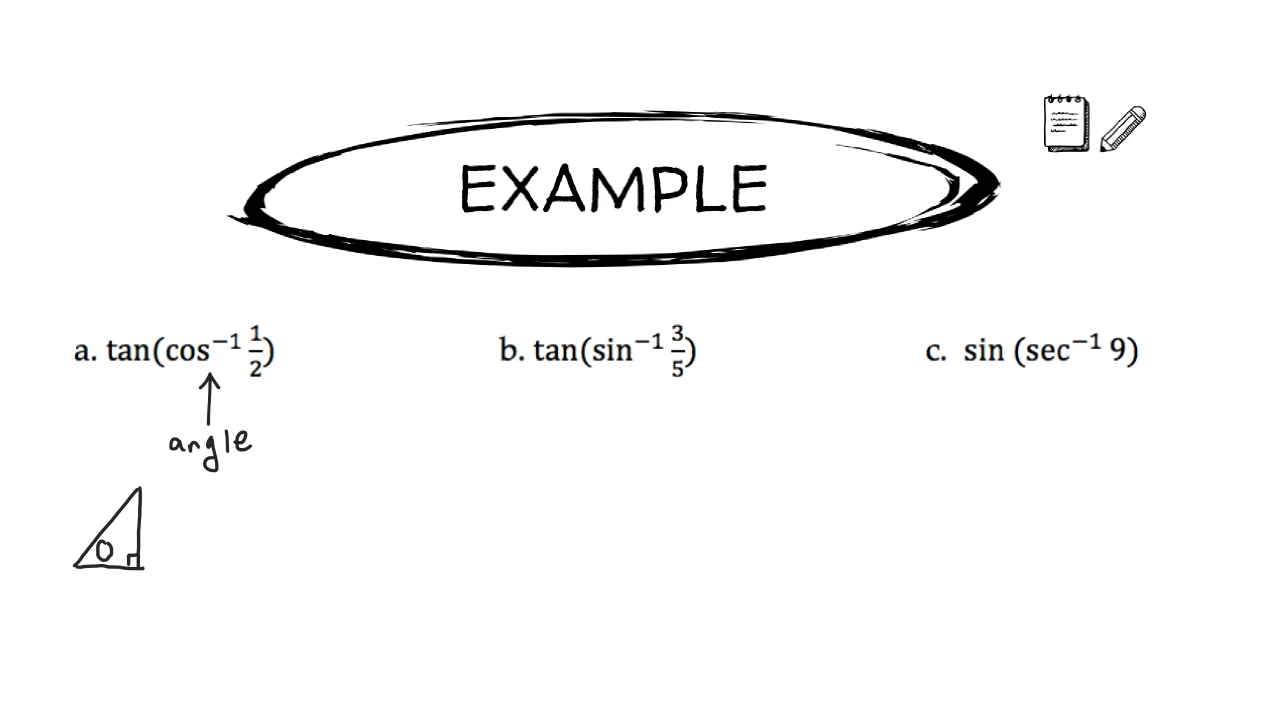 EXAMPLE
a. tan(cos⁻¹ 1/2)
b. tan(sin⁻¹ 3/5)
c. sin (sec⁻¹ 9)
angle
θ